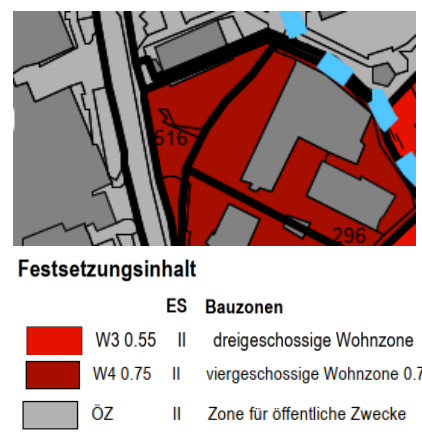 516
296
Festsetzungsinhalt
ES Bauzonen
W3 0.55 II dreigeschossige Wohnzone
W4 0.75 II viergeschossige Wohnzone 0.7
ÖZ II Zone für öffentliche Zwecke